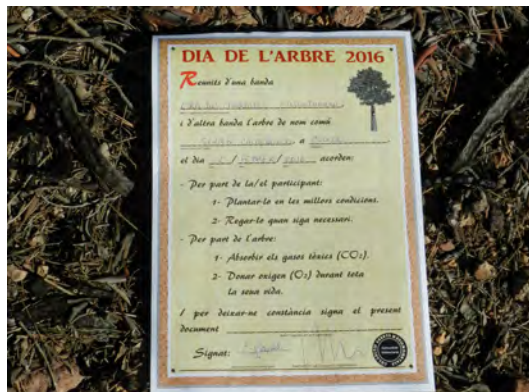 DIA DE L'ARBRE 2016
Reunits d'una banda
i d'altra banda l'arbre de nom comú
a
el dia / / acorden:
- Per part de la/el participant:
1- Plantar-lo en les millors condicions.
2- Regar-lo quan siga necessari.
- Per part de l'arbre:
1- Absorbir els gasos tòxics (CO₂).
2- Donar oxigen (O₂) durant tota
la seua vida.
I per deixar-ne constància signa el present
document
Signat: